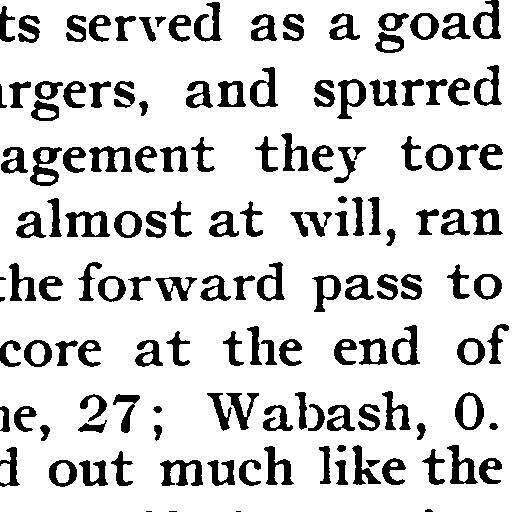 ts served as a goad
rgers, and spurred
agement they tore
almost at will, ran
the forward pass to
core at the end of
ne, 27; Wabash, 0.
d out much like the